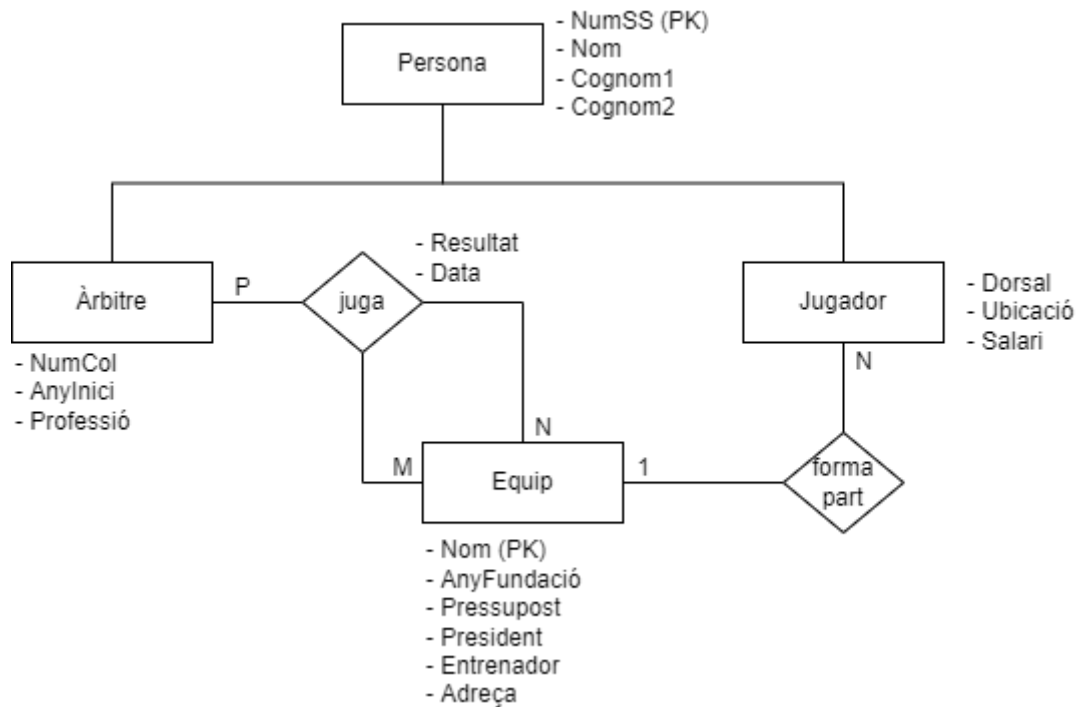 Persona
- NumSS (PK)
- Nom
- Cognom1
- Cognom2
Àrbitre
- NumCol
- AnyInici
- Professió
P
juga
- Resultat
- Data
Jugador
- Dorsal
- Ubicació
- Salari
N
M
N
Equip
1
forma
part
- Nom (PK)
- AnyFundació
- Pressupost
- President
- Entrenador
- Adreça